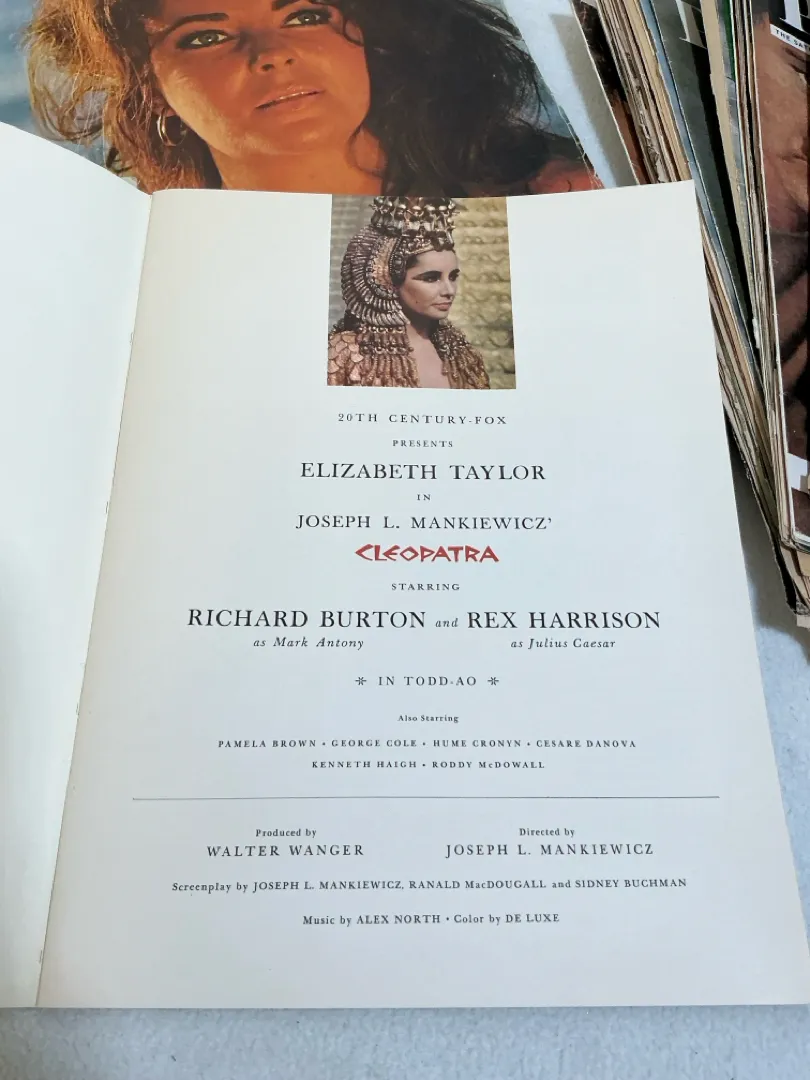 THE SA
20TH CENTURY-FOX
PRESENTS
ELIZABETH TAYLOR
IN
JOSEPH L. MANKIEWICZ'
CLEOPATRA
STARRING
RICHARD BURTON and REX HARRISON
as Mark Antony as Julius Caesar
IN TODD-AO
Also Starring
PAMELA BROWN • GEORGE COLE • HUME CRONYN • CESARE DANOVA
KENNETH HAIGH • RODDY McDOWALL
Produced by Directed by
WALTER WANGER JOSEPH L. MANKIEWICZ
Screenplay by JOSEPH L. MANKIEWICZ, RANALD MacDOUGALL and SIDNEY BUCHMAN
Music by ALEX NORTH • Color by DE LUXE